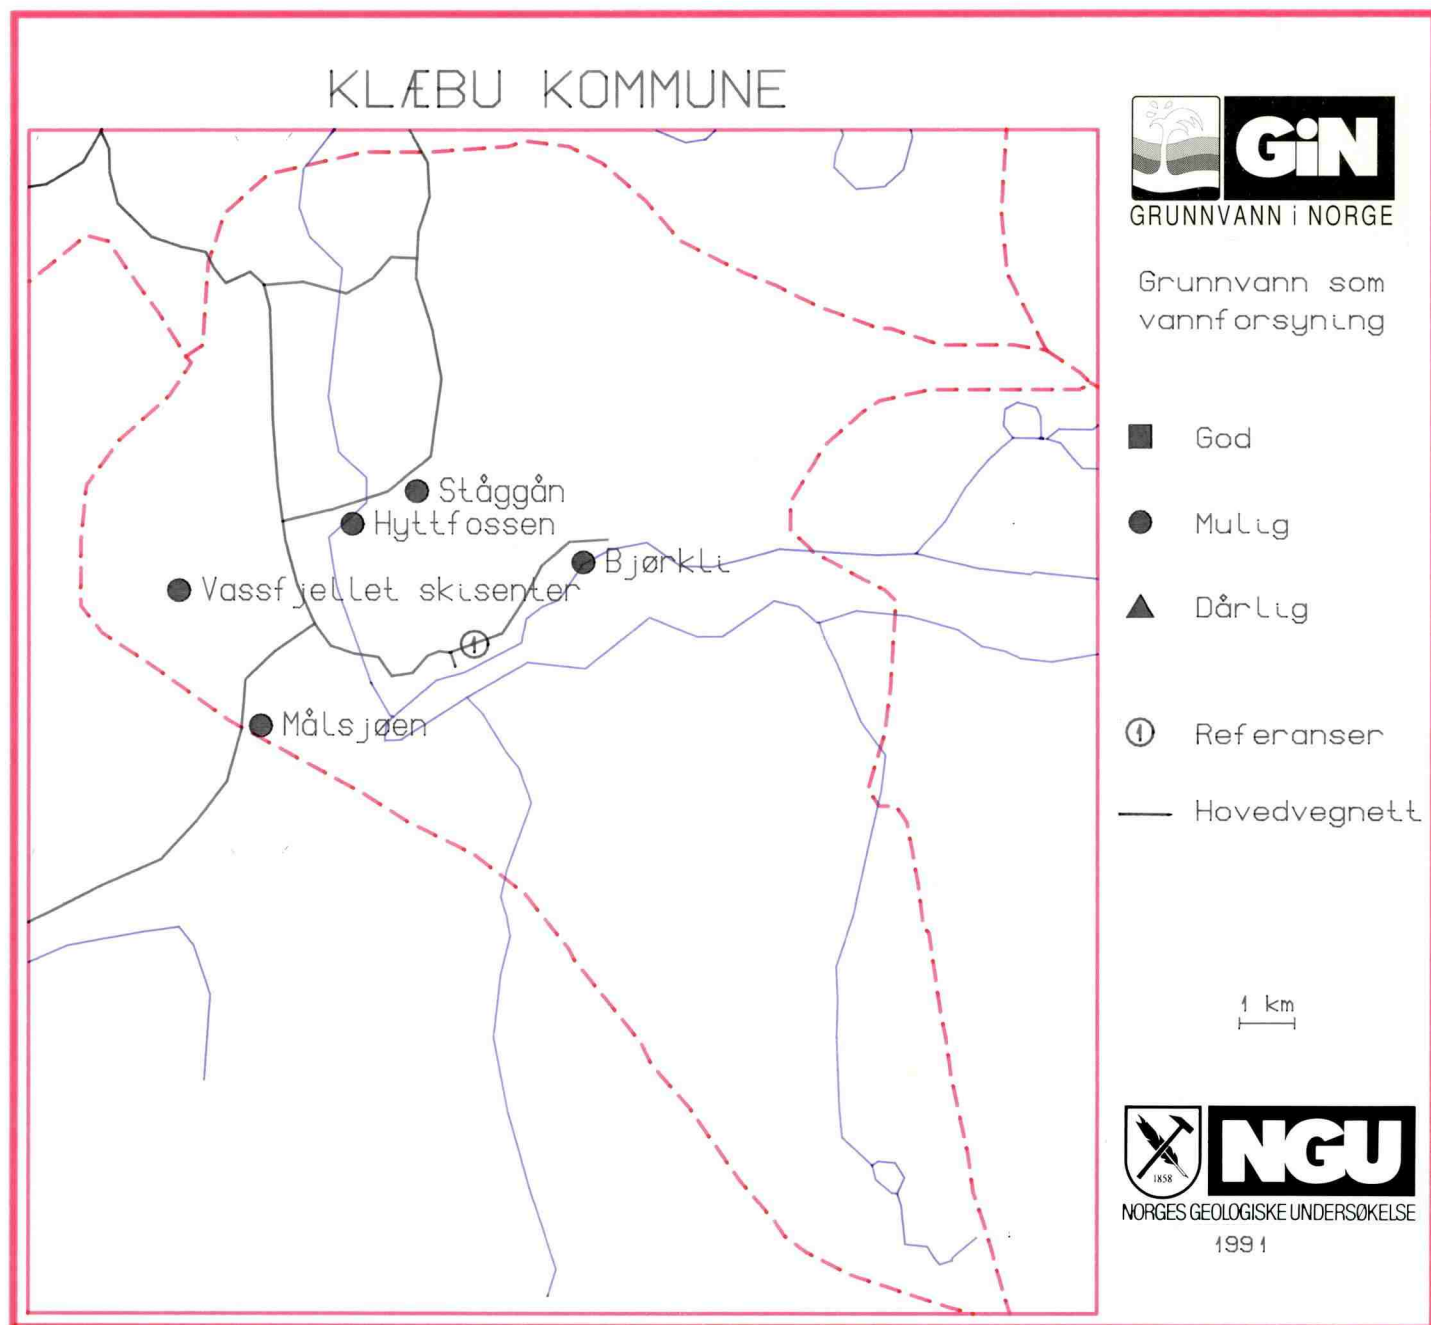 KLÆBU KOMMUNE
GiN
GRUNNVANN i NORGE
Grunnvann som
vannforsyning
God
Mulig
Dårlig
1 Referanser
Hovedvegnett
Ståggån
Hyttfossen
Bjørkli
Vassfjellet skisenter
1
Målsjøen
1 km
1858
NGU
NORGES GEOLOGISKE UNDERSØKELSE
1991